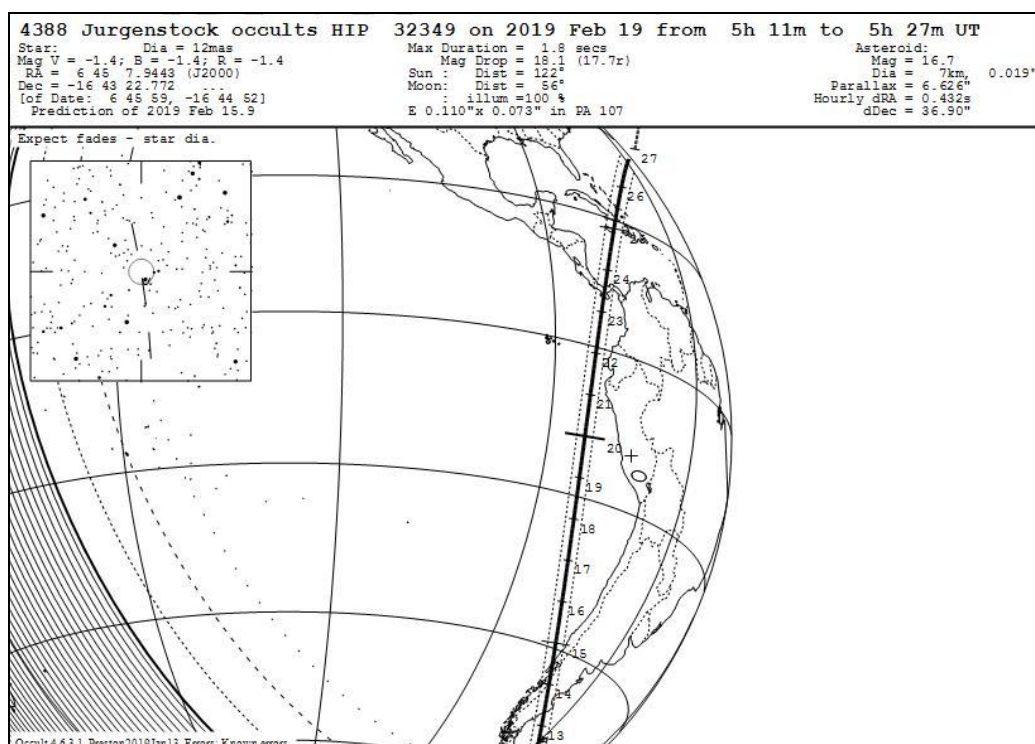 4388 Jurgenstock occults HIP 32349 on 2019 Feb 19 from 5h 11m to 5h 27m UT
Star: Dia = 12mas
Mag V = -1.4; B = -1.4; R = -1.4
RA = 6 45 7.9443 (J2000)
Dec = -16 43 22.772 ...
[of Date: 6 45 59, -16 44 52]
Prediction of 2019 Feb 15.9
Max Duration = 1.8 secs
Mag Drop = 18.1 (17.7r)
Sun : Dist = 122°
Moon: Dist = 56°
: illum =100 %
E 0.110"x 0.073" in PA 107
Asteroid:
Mag = 16.7
Dia = 7km, 0.019"
Parallax = 6.626"
Hourly dRA = 0.432s
dDec = 36.90"
Expect fades - star dia.
27
26
24
23
22
21
20
19
18
17
16
15
14
13